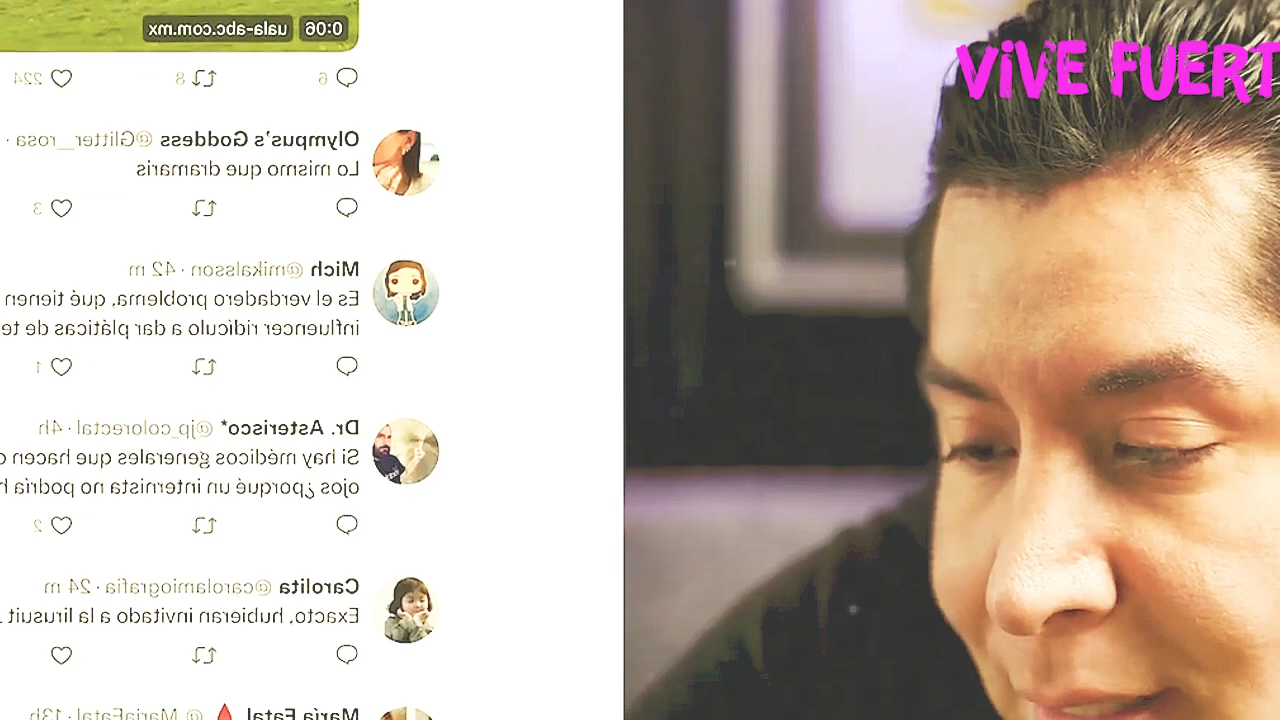 0:06 uala-abc.com.mx
6 8 224
Olympus's Goddess @Glitter_rosa ·
Lo mismo que dramaris
3
Mich @mikalsson · 42 m
Es el verdadero problema, qué tienen
influencer ridículo a dar pláticas de te
1
Dr. Asterisco* @jp_colorectal · 4h
Si hay médicos generales que hacen
ojos ¿porqué un internista no podría
2
Carolita @carolamiografia · 24 m
Exacto, hubieran invitado a la lirusuit
María Fatal @_MariaFatal · 13h
VIVE FUERT